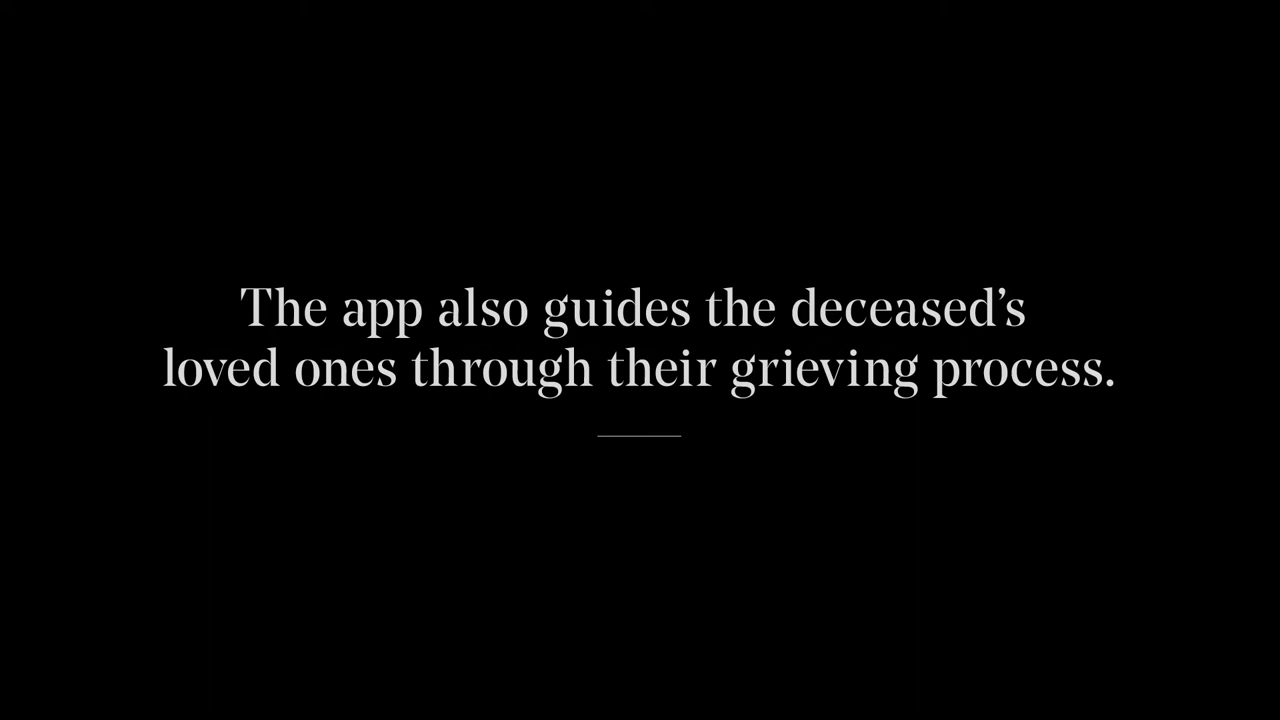 The app also guides the deceased’s
loved ones through their grieving process.